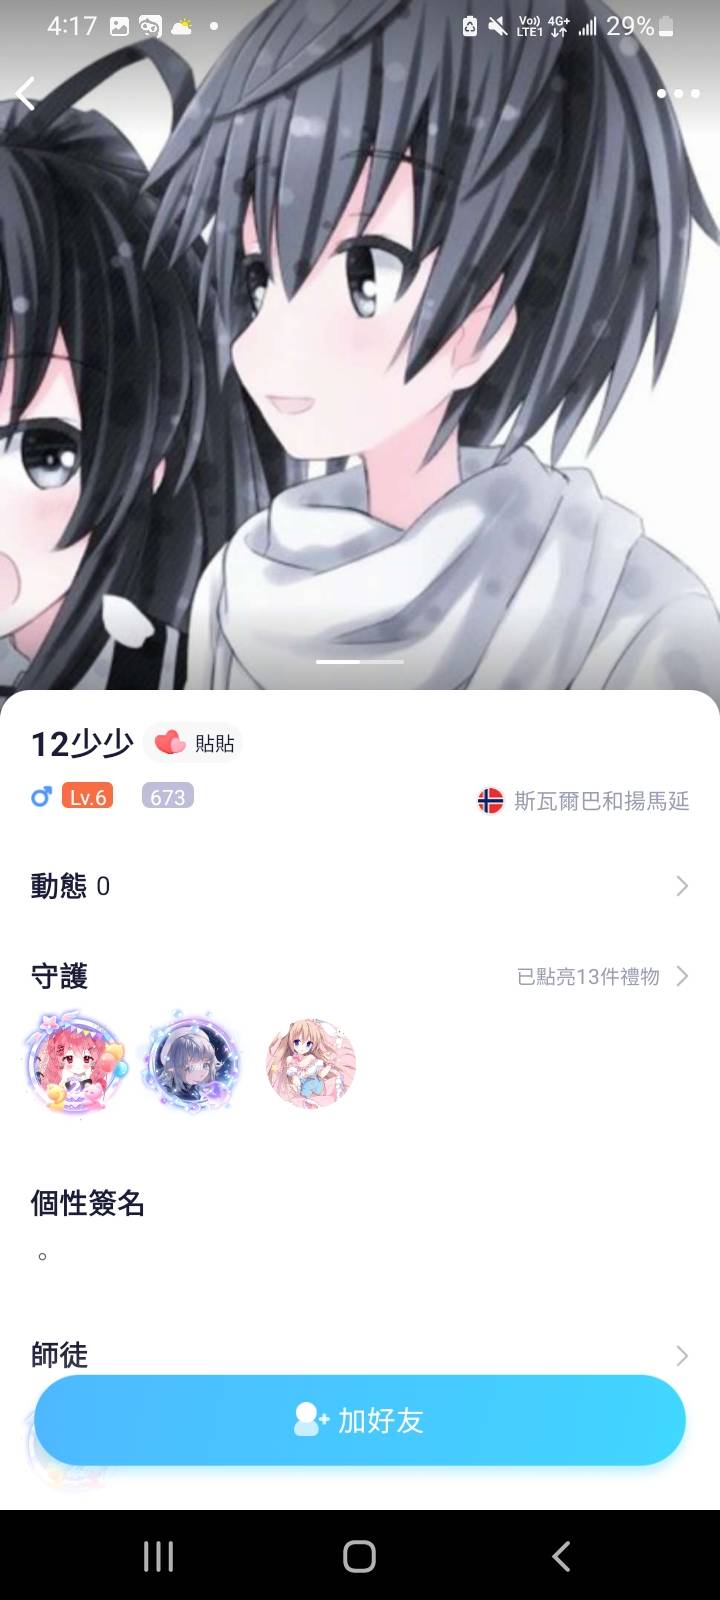 4:17
Vo)) 4G+ 29%
LTE1
12少少 貼貼
Lv.6 673 斯瓦爾巴和揚馬延
動態 0
守護 已點亮13件禮物
個性簽名
。
師徒
加好友